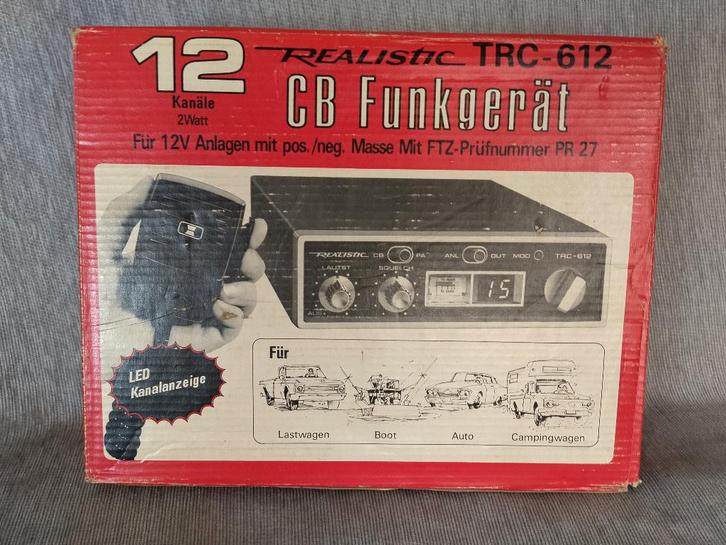 12
Kanäle
2Watt
REALISTIC TRC-612
CB Funkgerät
Für 12V Anlagen mit pos./neg. Masse Mit FTZ-Prüfnummer PR 27
REALISTIC CB PA ANL OUT MOD TRC-612
LAUTST SQUELCH
AUS
15
LED
Kanalanzeige
Für
Lastwagen Boot Auto Campingwagen